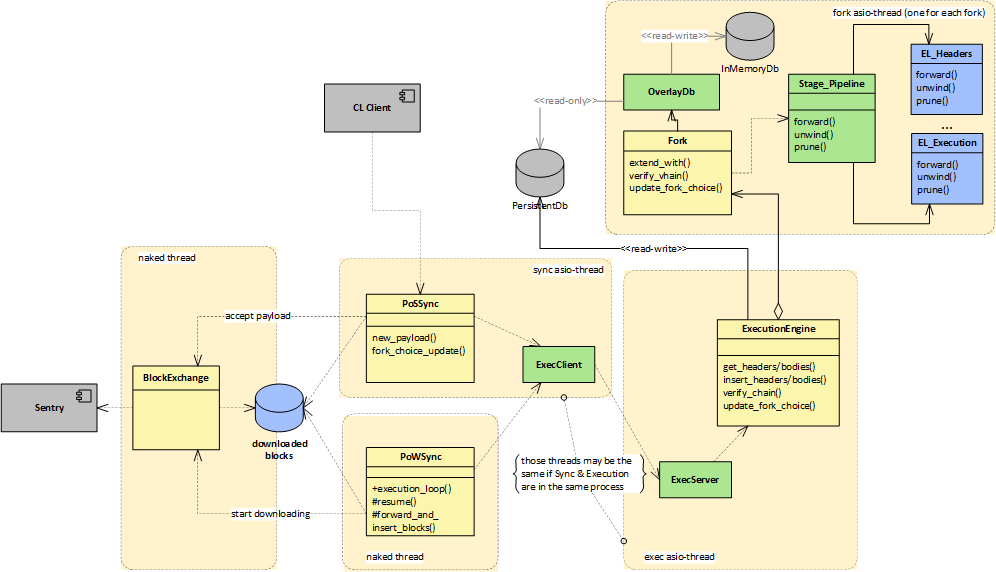 fork asio-thread (one for each fork)
<<read-write>>
InMemoryDb
EL_Headers
forward()
unwind()
prune()
...
EL_Execution
forward()
unwind()
prune()
Stage_Pipeline
forward()
unwind()
prune()
OverlayDb
<<read-only>>
Fork
extend_with()
verify_vhain()
update_fork_choice()
CL Client
PersistentDb
<<read-write>>
naked thread
sync asio-thread
accept payload
PoSSync
new_payload()
fork_choice_update()
ExecClient
ExecutionEngine
get_headers/bodies()
insert_headers/bodies()
verify_chain()
update_fork_choice()
BlockExchange
Sentry
downloaded
blocks
PoWSync
+execution_loop()
#resume()
#forward_and_
insert_blocks()
start downloading
naked thread
those threads may be the
same if Sync & Execution
are in the same process
ExecServer
exec asio-thread